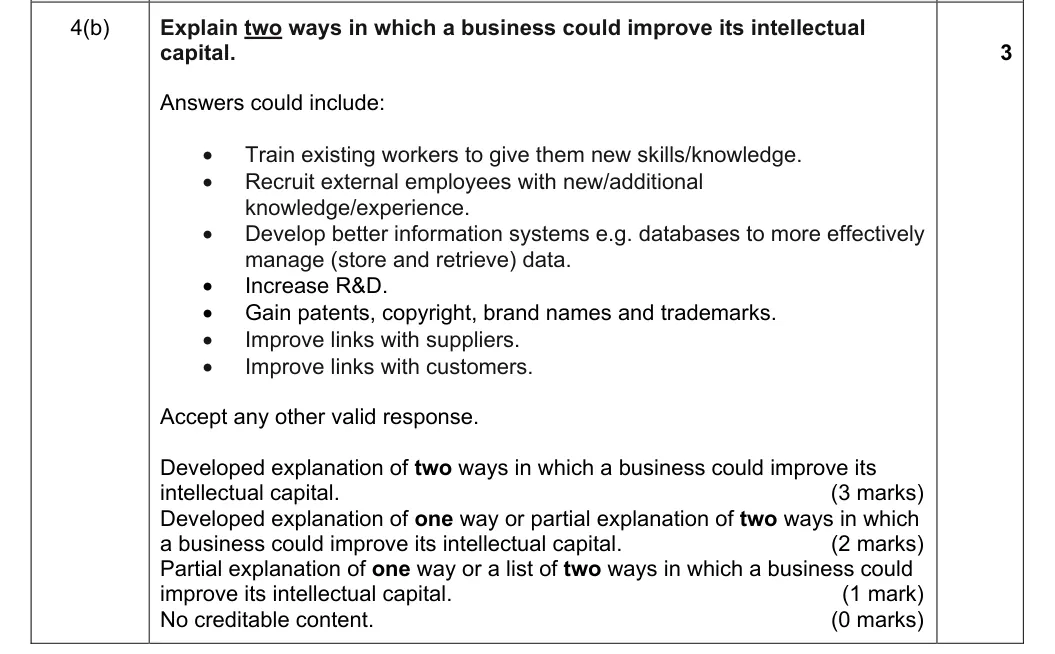 4(b)
Explain two ways in which a business could improve its intellectual
capital.
3
Answers could include:
• Train existing workers to give them new skills/knowledge.
• Recruit external employees with new/additional
knowledge/experience.
• Develop better information systems e.g. databases to more effectively
manage (store and retrieve) data.
• Increase R&D.
• Gain patents, copyright, brand names and trademarks.
• Improve links with suppliers.
• Improve links with customers.
Accept any other valid response.
Developed explanation of two ways in which a business could improve its
intellectual capital. (3 marks)
Developed explanation of one way or partial explanation of two ways in which
a business could improve its intellectual capital. (2 marks)
Partial explanation of one way or a list of two ways in which a business could
improve its intellectual capital. (1 mark)
No creditable content. (0 marks)